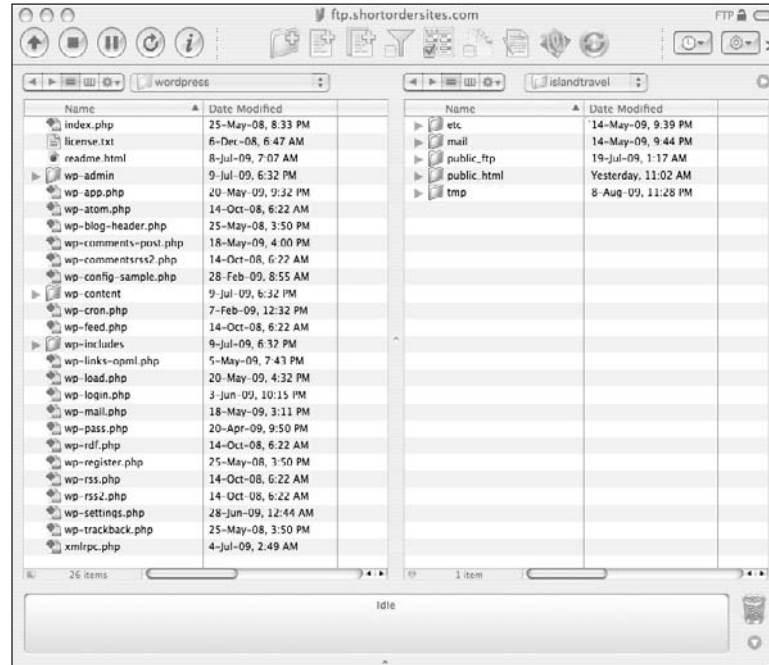 ftp.shortordersites.com
FTP
wordpress
islandtravel
Name Date Modified
index.php 25-May-08, 8:33 PM
license.txt 6-Dec-08, 6:47 AM
readme.html 8-Jul-09, 7:07 AM
wp-admin 9-Jul-09, 6:32 PM
wp-app.php 20-May-09, 9:32 PM
wp-atom.php 14-Oct-08, 6:22 AM
wp-blog-header.php 25-May-08, 3:50 PM
wp-comments-post.php 18-May-09, 4:00 PM
wp-commentsrss2.php 14-Oct-08, 6:22 AM
wp-config-sample.php 28-Feb-09, 8:55 AM
wp-content 9-Jul-09, 6:32 PM
wp-cron.php 7-Feb-09, 12:32 PM
wp-feed.php 14-Oct-08, 6:22 AM
wp-includes 9-Jul-09, 6:32 PM
wp-links-opml.php 5-May-09, 7:43 PM
wp-load.php 20-May-09, 4:32 PM
wp-login.php 3-Jun-09, 10:15 PM
wp-mail.php 18-May-09, 3:11 PM
wp-pass.php 20-Apr-09, 9:50 PM
wp-rdf.php 14-Oct-08, 6:22 AM
wp-register.php 25-May-08, 3:50 PM
wp-rss.php 14-Oct-08, 6:22 AM
wp-rss2.php 14-Oct-08, 6:22 AM
wp-settings.php 28-Jun-09, 12:44 AM
wp-trackback.php 25-May-08, 3:50 PM
xmlrpc.php 4-Jul-09, 2:49 AM
26 items
Name Date Modified
etc 14-May-09, 9:39 PM
mail 14-May-09, 9:44 PM
public_ftp 19-Jul-09, 1:17 AM
public_html Yesterday, 11:02 AM
tmp 8-Aug-09, 11:28 PM
1 item
Idle